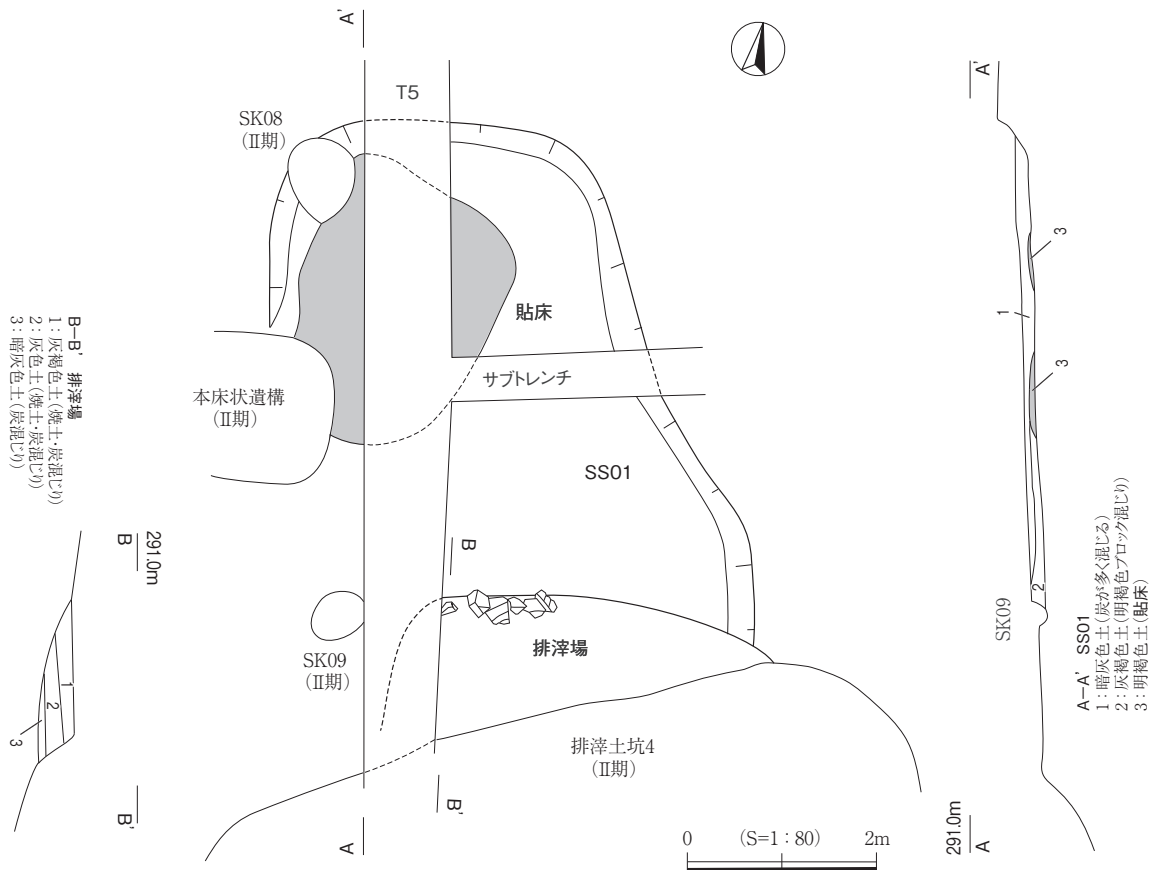 A'
T5
SK08
(Ⅱ期)
貼床
サブトレンチ
本床状遺構
(Ⅱ期)
SS01
B
SK09
(Ⅱ期)
排滓場
排滓土坑4
(Ⅱ期)
B'
A
0 (S=1:80) 2m
B-B' 排滓場
1:灰褐色土(焼土・炭混じり)
2:灰色土(焼土・炭混じり)
3:暗灰色土(炭混じり)
291.0m
B
1
2
3
B'
A'
3
1
3
2
SK09
A-A' SS01
1:暗灰色土(炭が多く混じる)
2:灰褐色土(明褐色ブロック混じり)
3:明褐色土(貼床)
291.0m
A